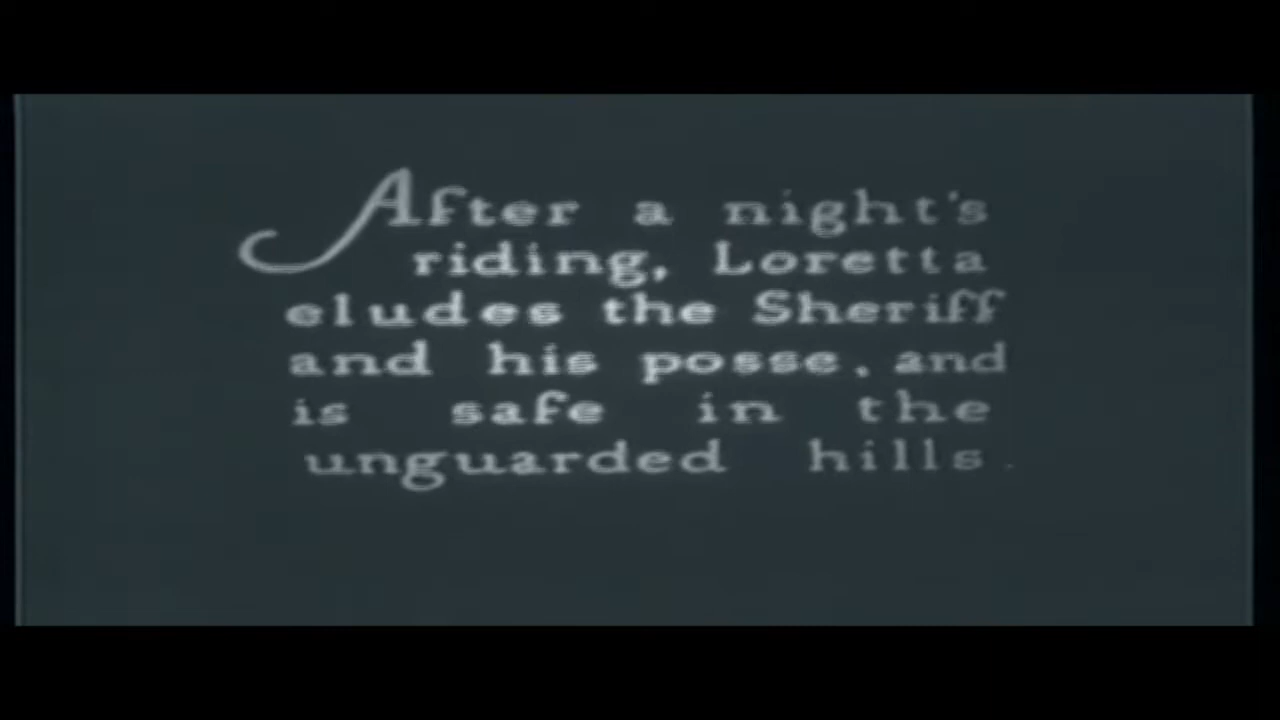 After a night's
riding, Loretta
eludes the Sheriff
and his posse, and
is safe in the
unguarded hills.